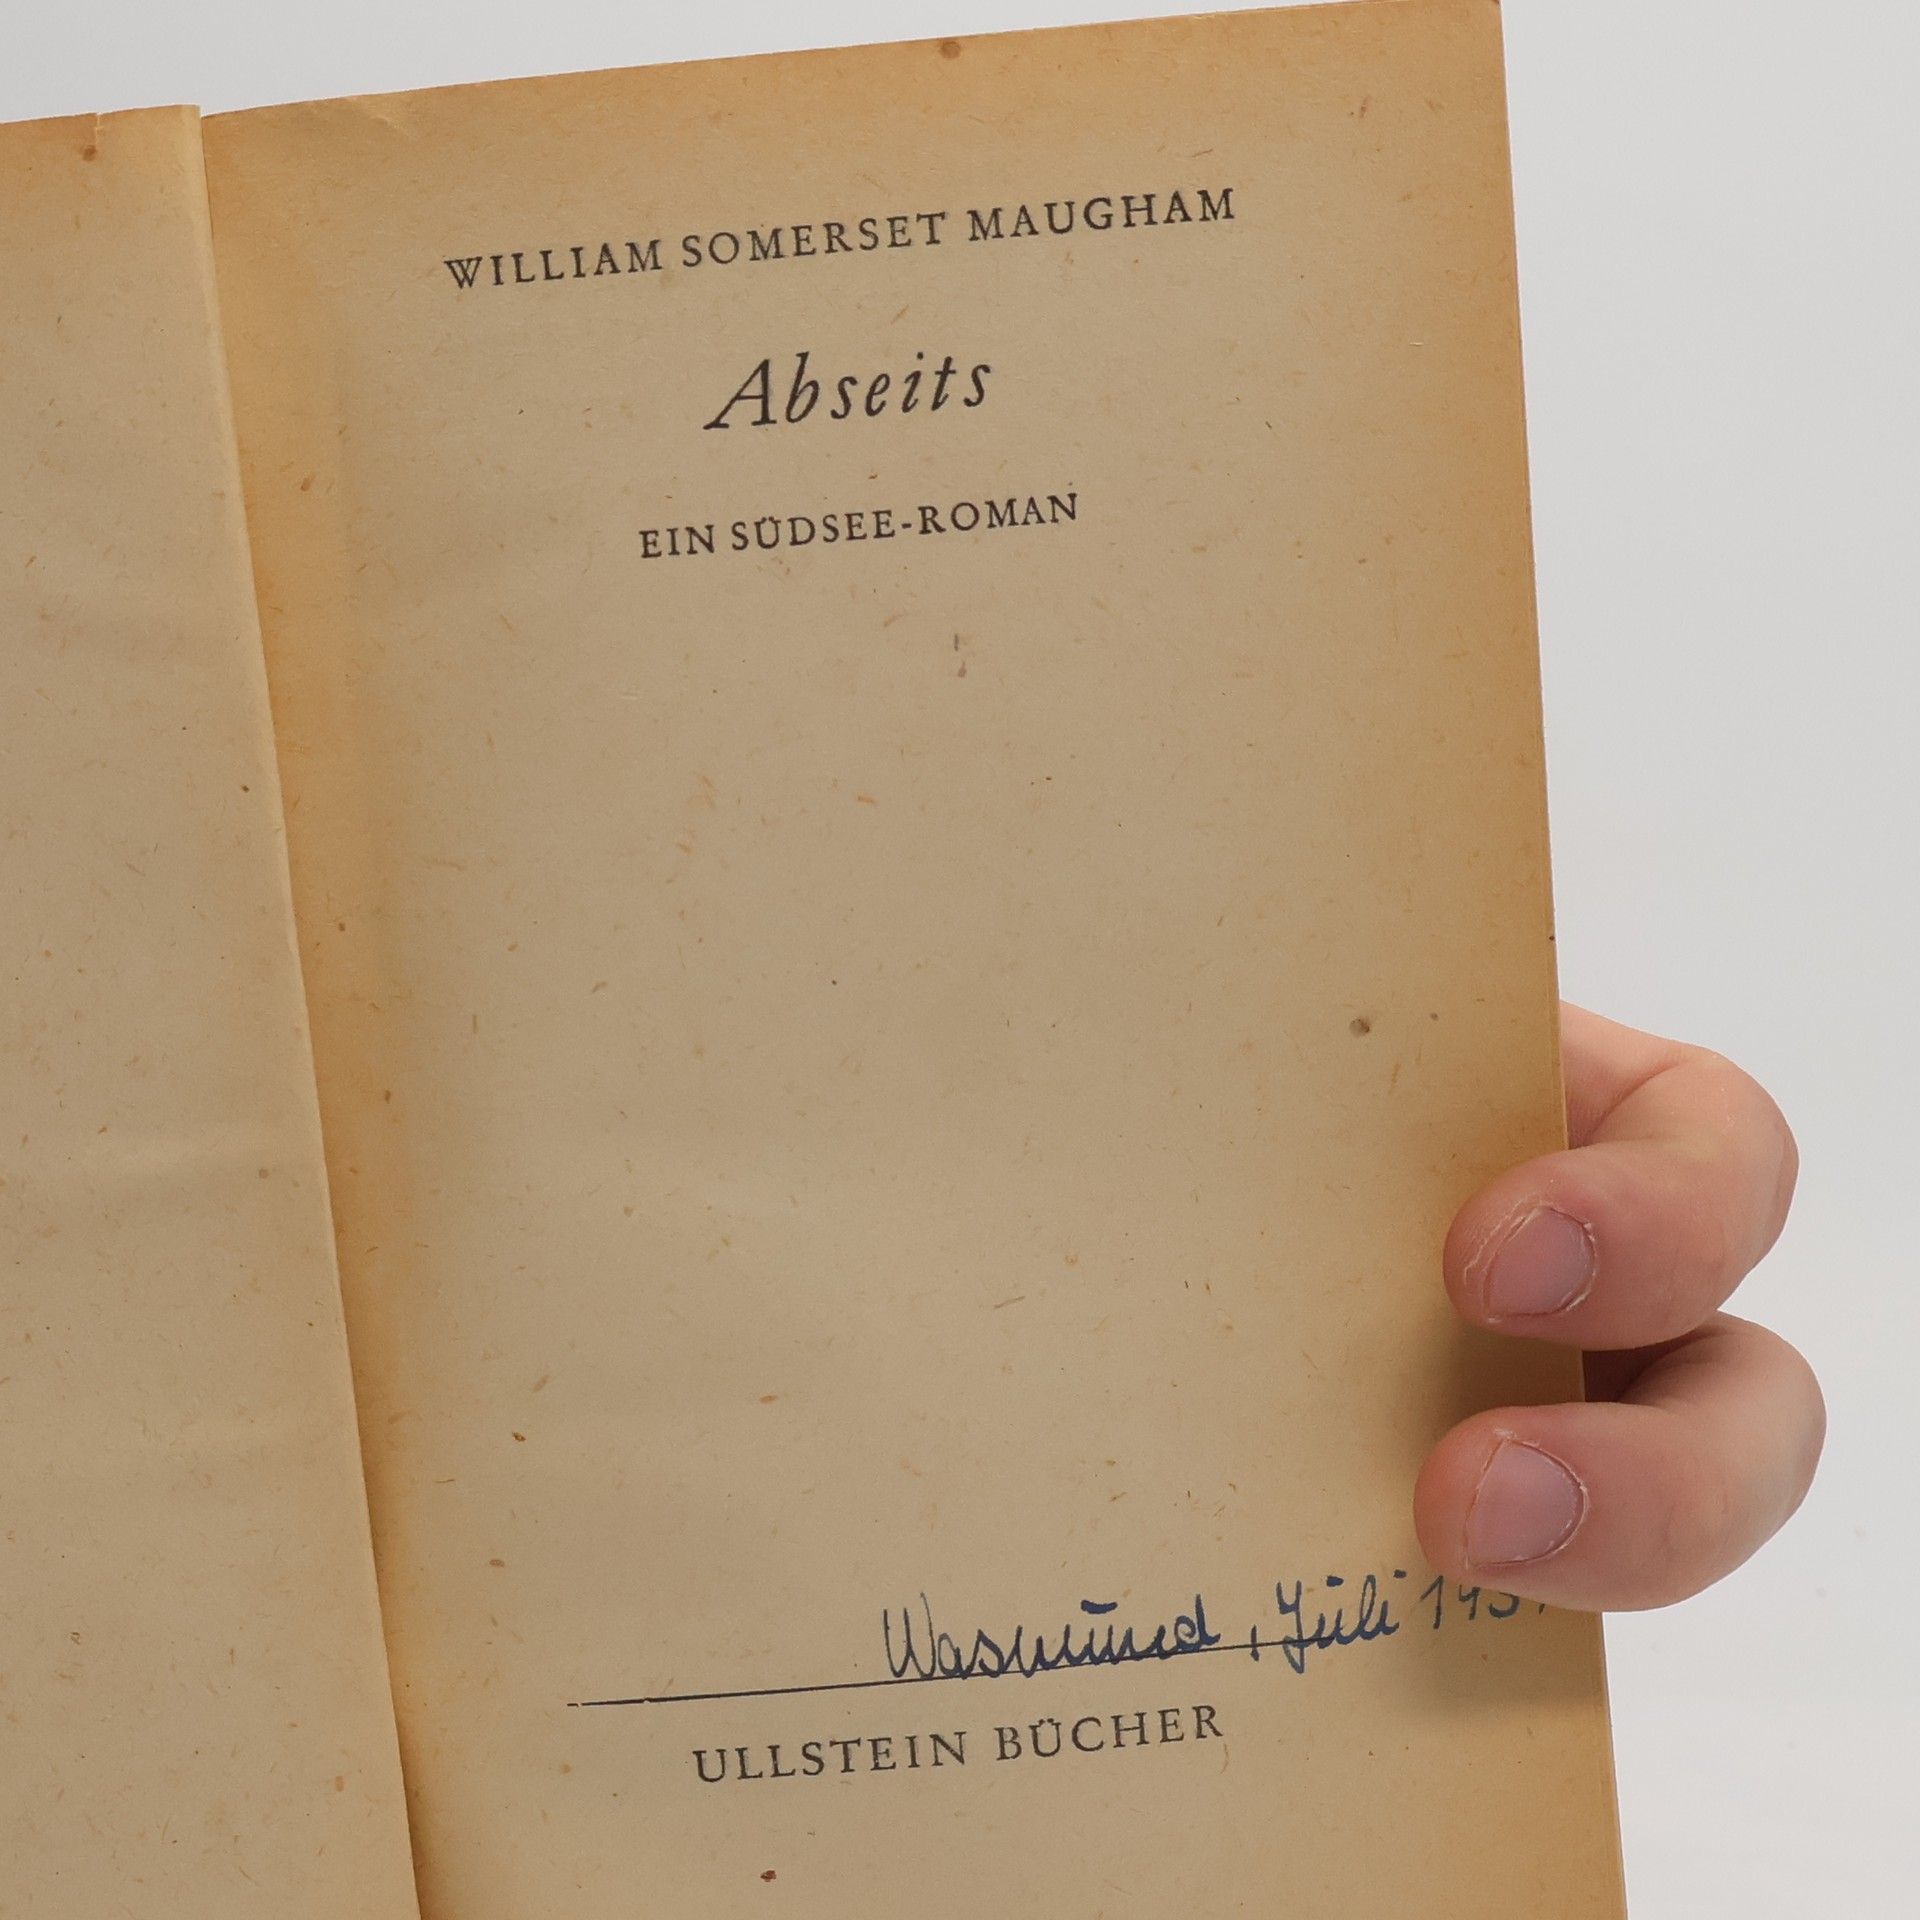 WILLIAM SOMERSET MAUGHAM
Abseits
EIN SÜDSEE-ROMAN
Wasmund, Juli
ULLSTEIN BÜCHER